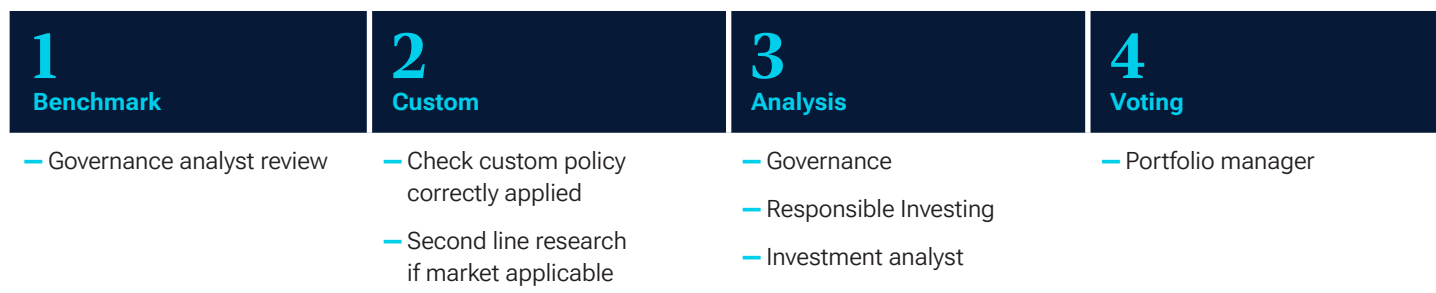 1
Benchmark
— Governance analyst review
2
Custom
— Check custom policy
correctly applied
— Second line research
if market applicable
3
Analysis
— Governance
— Responsible Investing
— Investment analyst
4
Voting
— Portfolio manager